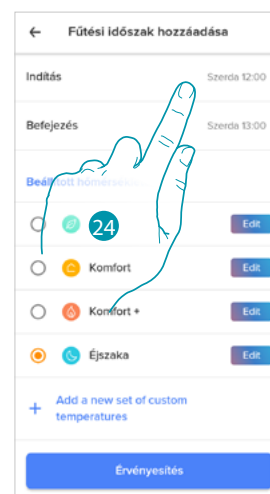 Fűtési időszak hozzáadása
Indítás Szerda 12:00
Befejezés Szerda 13:00
24 Edit
Komfort Edit
Komfort + Edit
Éjszaka Edit
+ Add a new set of custom
temperatures
Érvényesítés